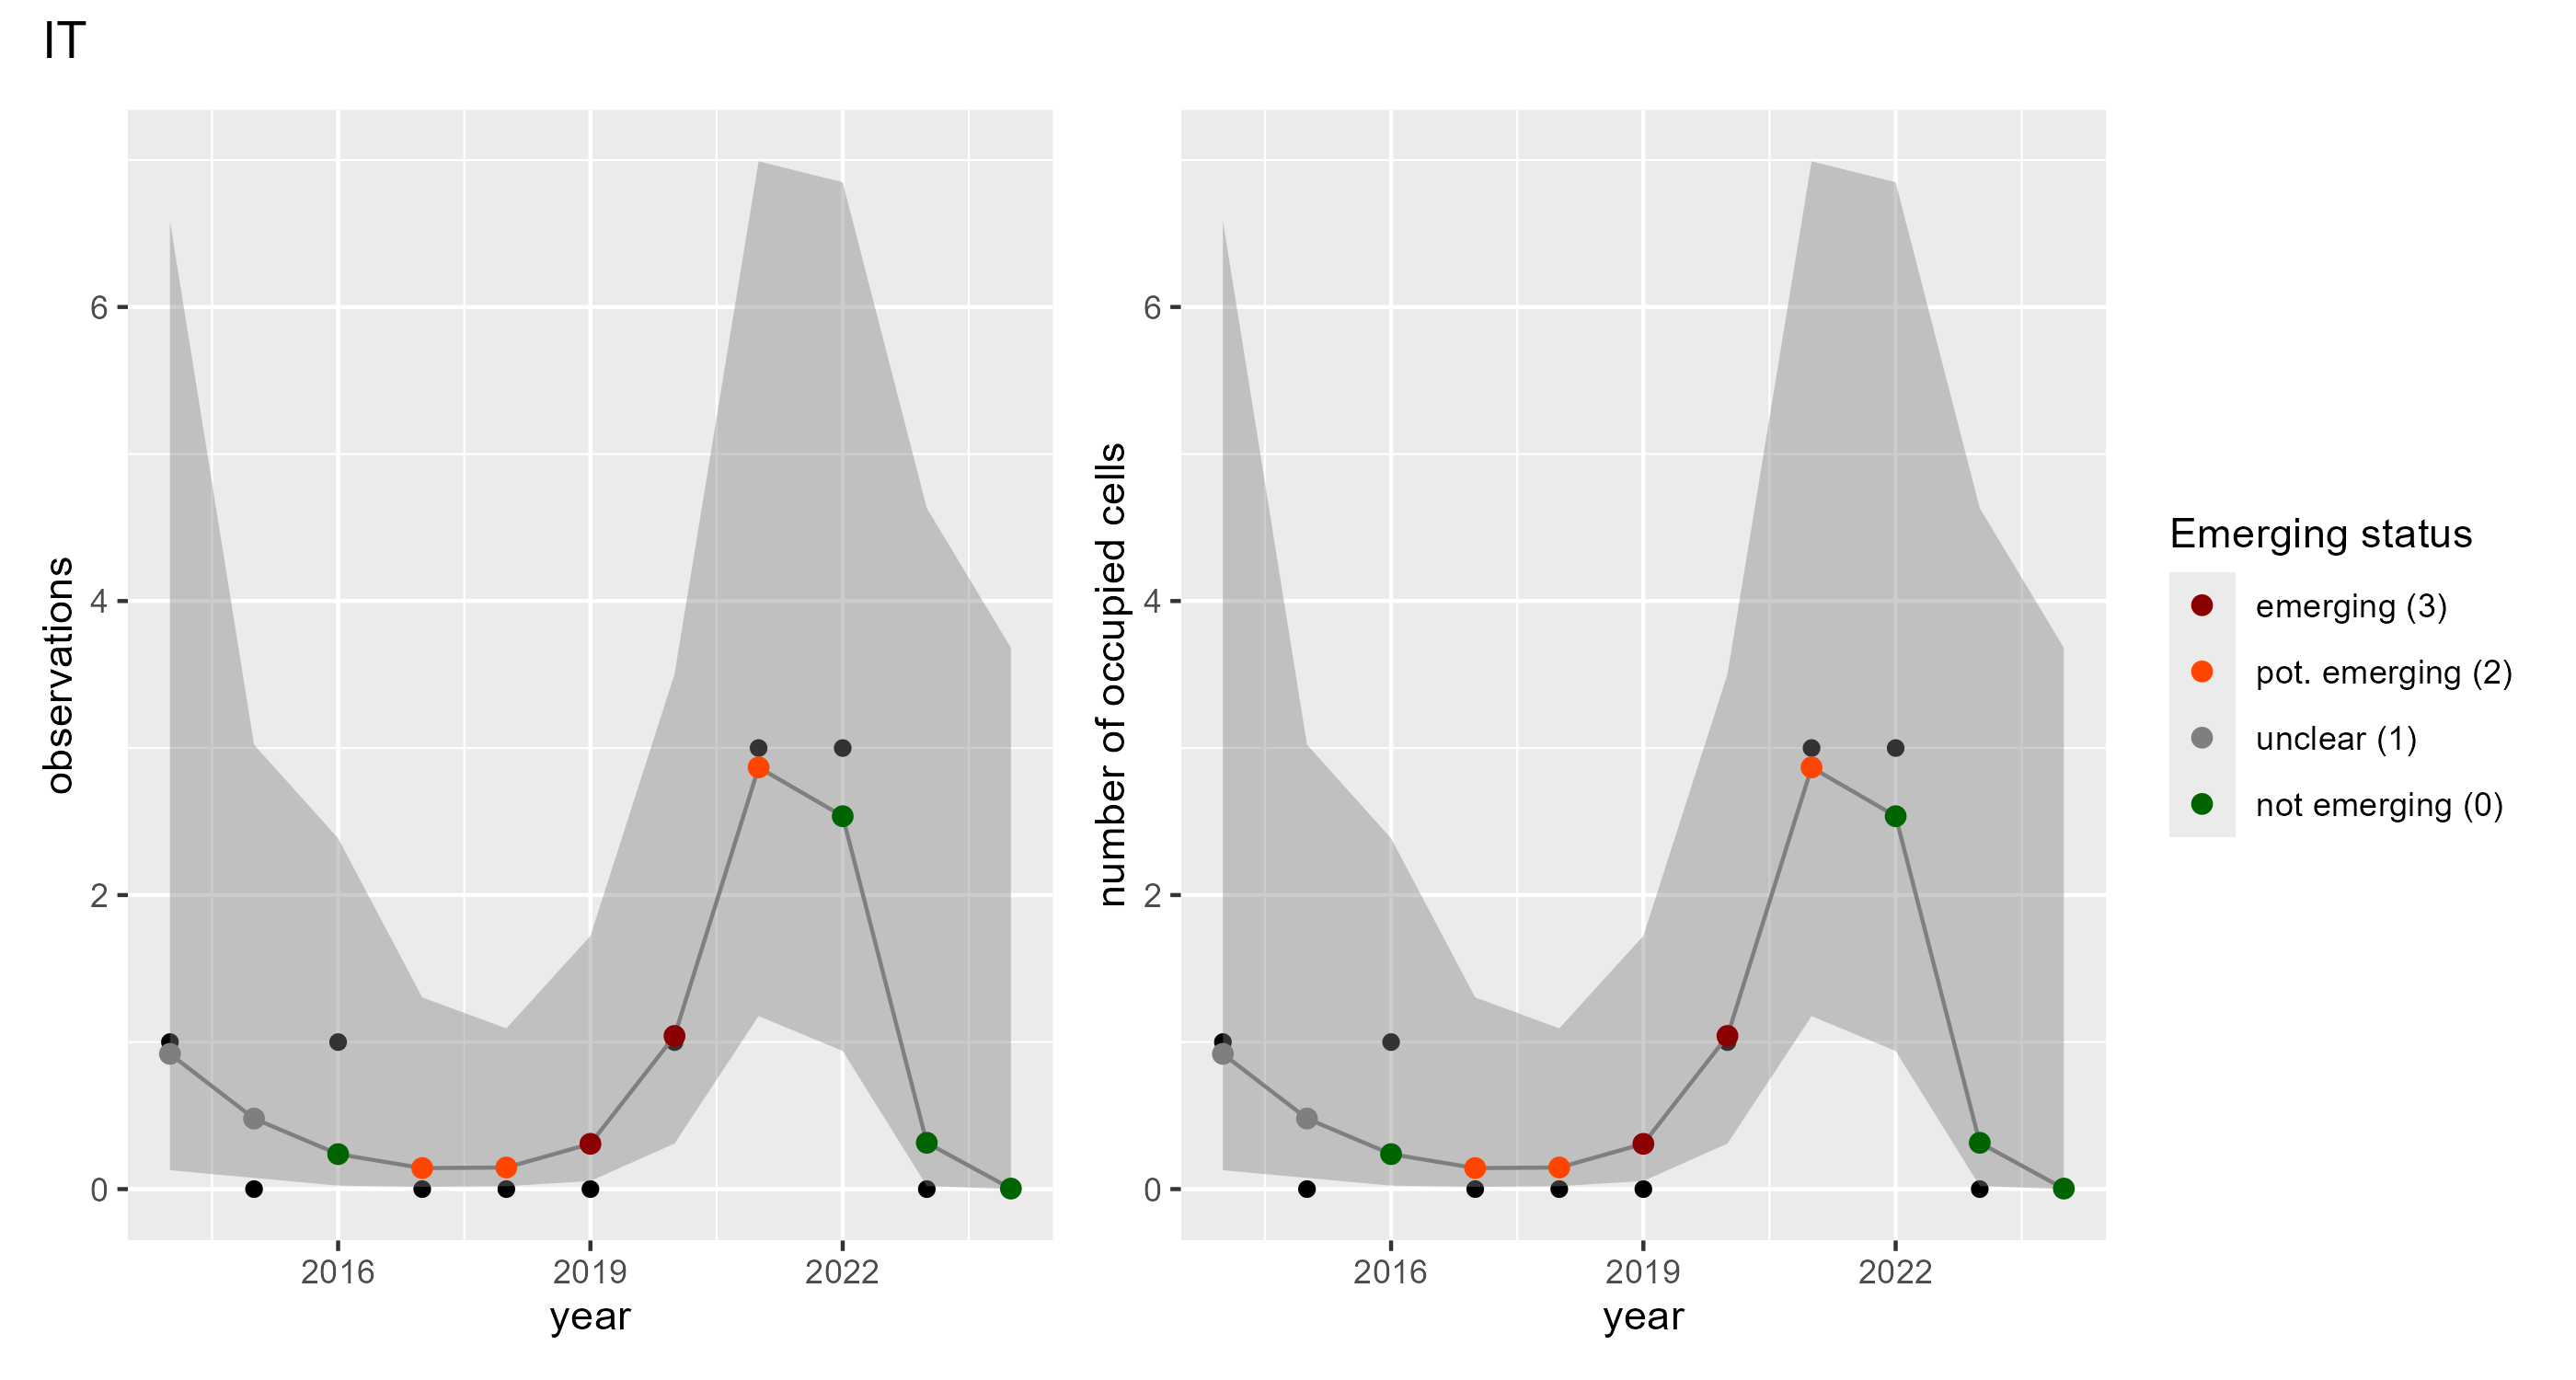 IT
observations
6
4
2
0
2016 2019 2022
year
number of occupied cells
6
4
2
0
2016 2019 2022
year
Emerging status
emerging (3)
pot. emerging (2)
unclear (1)
not emerging (0)